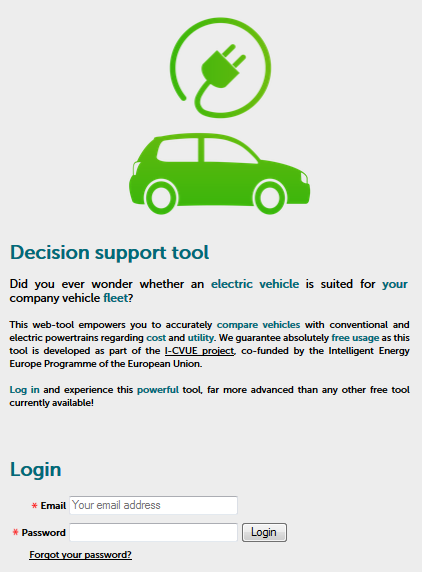 Decision support tool
Did you ever wonder whether an electric vehicle is suited for your
company vehicle fleet?
This web-tool empowers you to accurately compare vehicles with conventional and
electric powertrains regarding cost and utility. We guarantee absolutely free usage as this
tool is developed as part of the I-CVUE project, co-funded by the Intelligent Energy
Europe Programme of the European Union.
Log in and experience this powerful tool, far more advanced than any other free tool
currently available!
Login
* Email Your email address
* Password Login
Forgot your password?